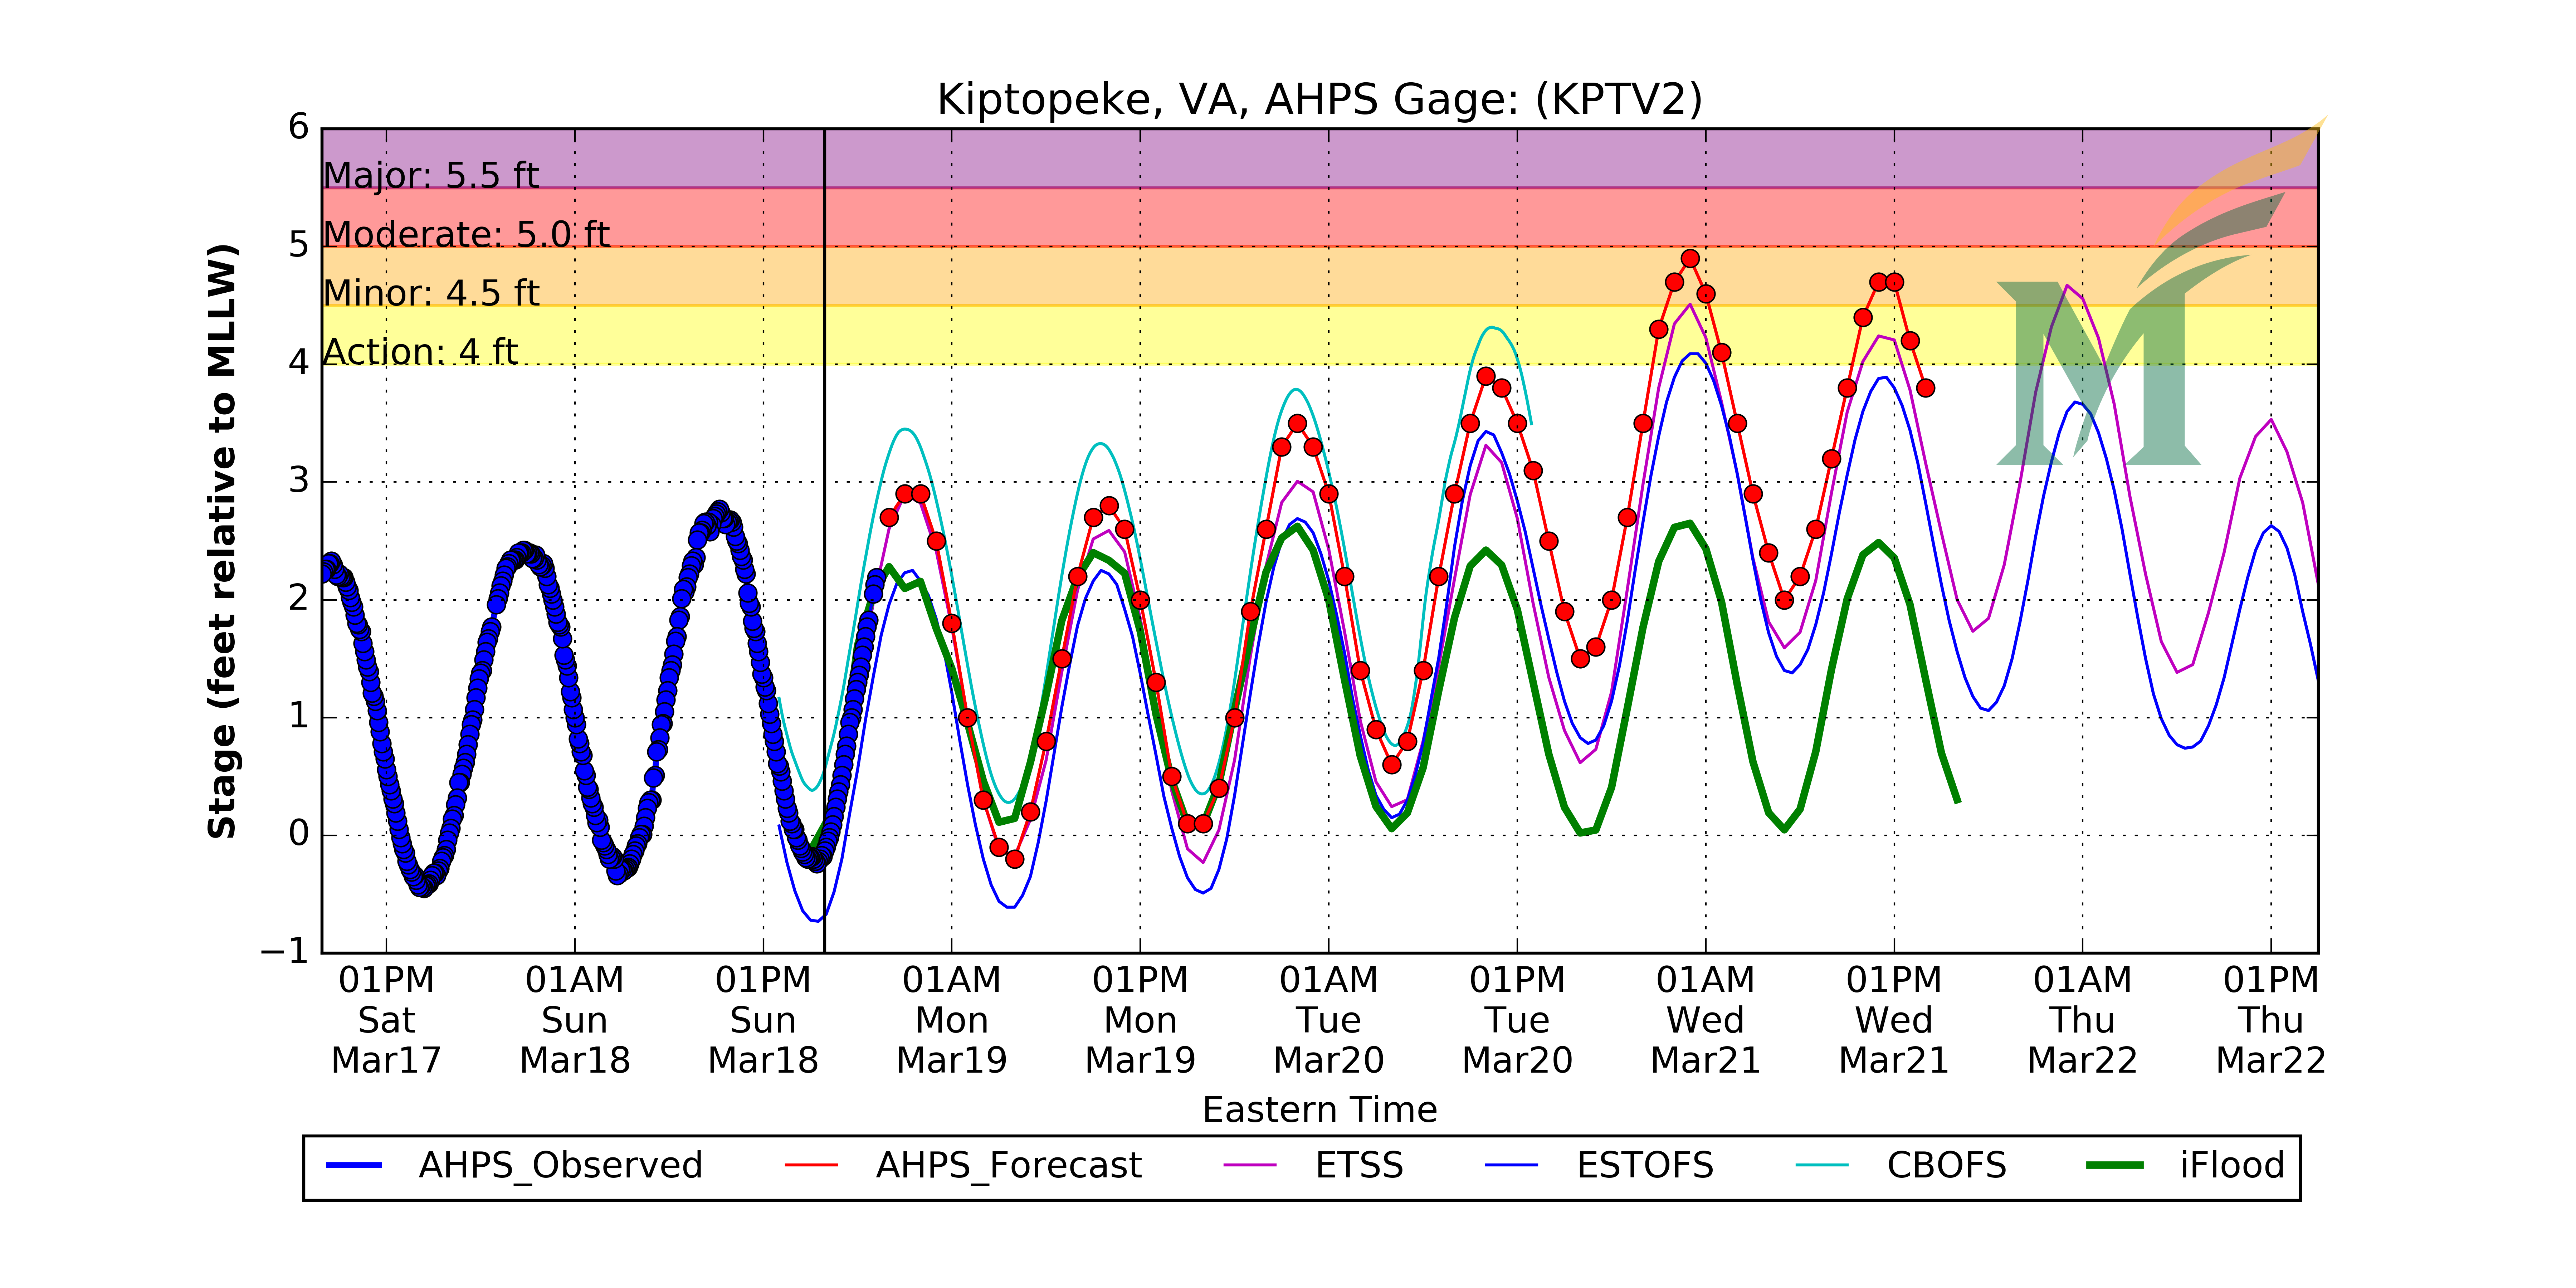 Kiptopeke, VA, AHPS Gage: (KPTV2)
Stage (feet relative to MLLW)
6
5
4
3
2
1
0
−1
Major: 5.5 ft
Moderate: 5.0 ft
Minor: 4.5 ft
Action: 4 ft
M
01PM 01AM 01PM 01AM 01PM 01AM 01PM 01AM 01PM 01AM 01PM
Sat Sun Sun Mon Mon Tue Tue Wed Wed Thu Thu
Mar17 Mar18 Mar18 Mar19 Mar19 Mar20 Mar20 Mar21 Mar21 Mar22 Mar22
Eastern Time
AHPS_Observed AHPS_Forecast ETSS ESTOFS CBOFS iFlood